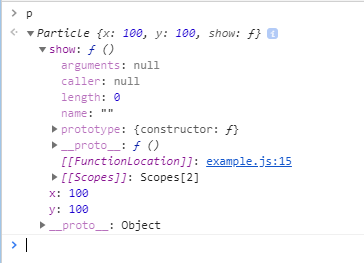 > p
<· ▼Particle {x: 100, y: 100, show: ƒ} i
▼show: ƒ ()
arguments: null
caller: null
length: 0
name: ""
▶prototype: {constructor: ƒ}
▶__proto__: ƒ ()
[[FunctionLocation]]: example.js:15
▶[[Scopes]]: Scopes[2]
x: 100
y: 100
▶__proto__: Object
>